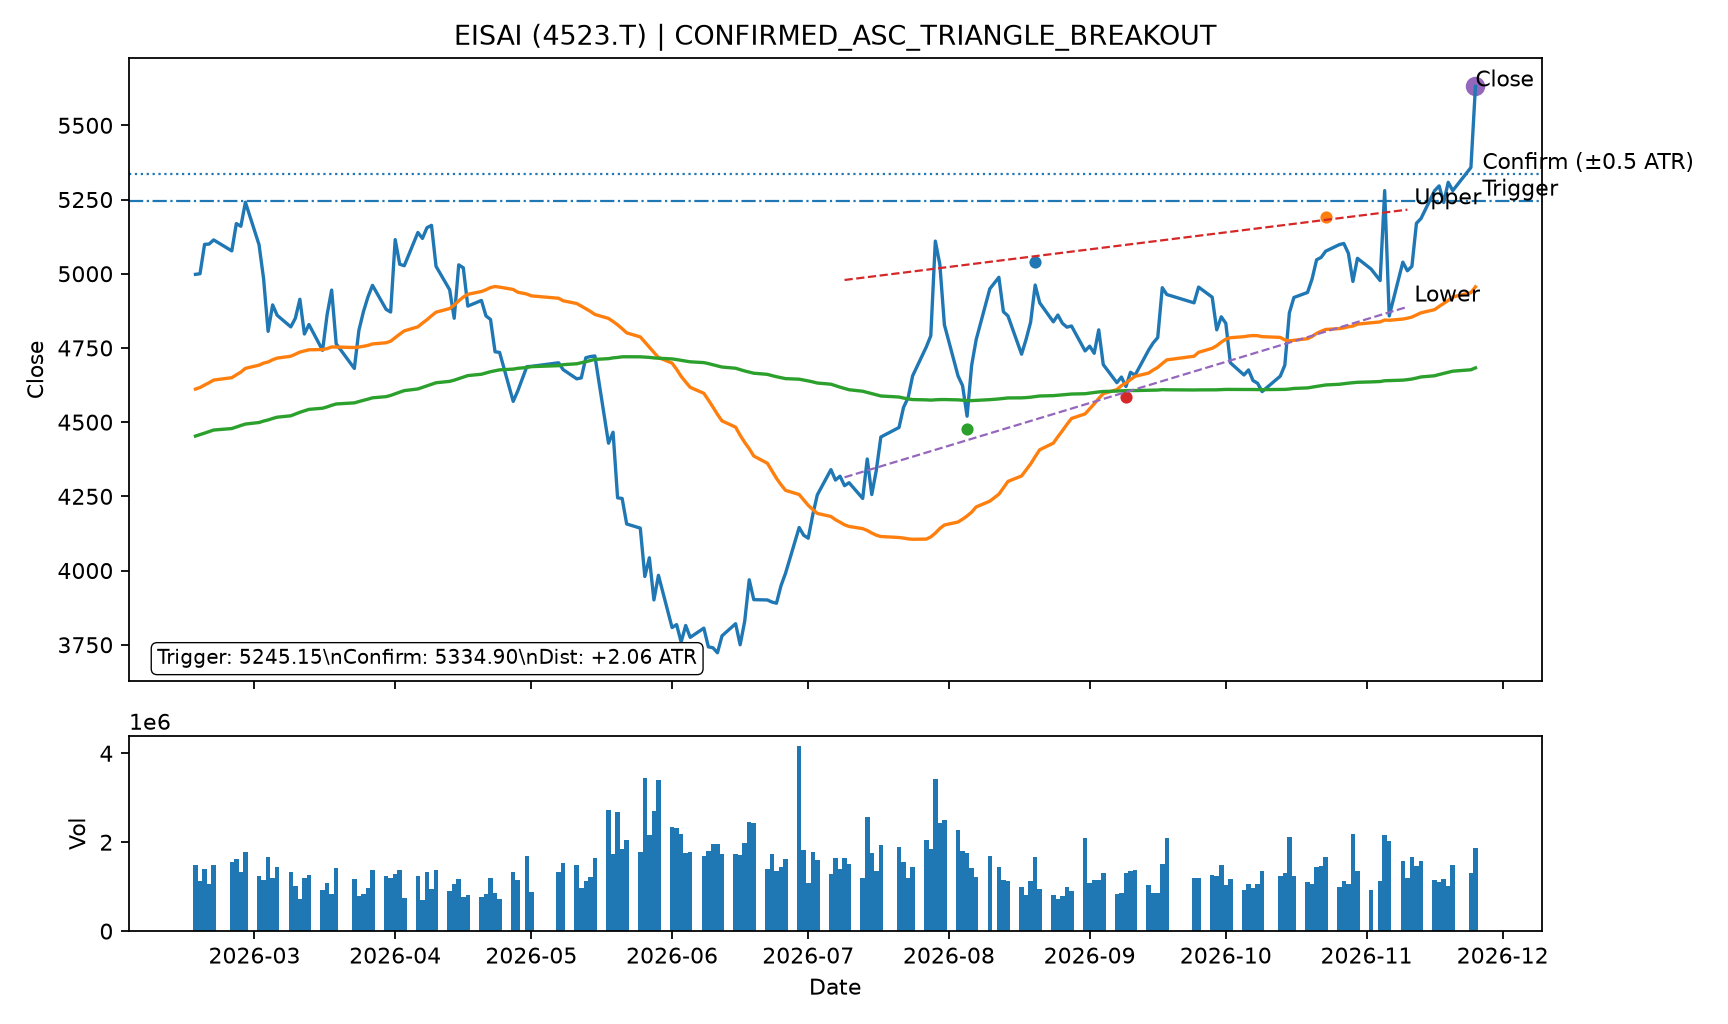 EISAI (4523.T) | CONFIRMED_ASC_TRIANGLE_BREAKOUT
Close
5500
5250
5000
4750
4500
4250
4000
3750
Close
Confirm (±0.5 ATR)
Trigger
Upper
Lower
Trigger: 5245.15\nConfirm: 5334.90\nDist: +2.06 ATR
1e6
Vol
4
2
0
2026-03
2026-04
2026-05
2026-06
2026-07
2026-08
2026-09
2026-10
2026-11
2026-12
Date